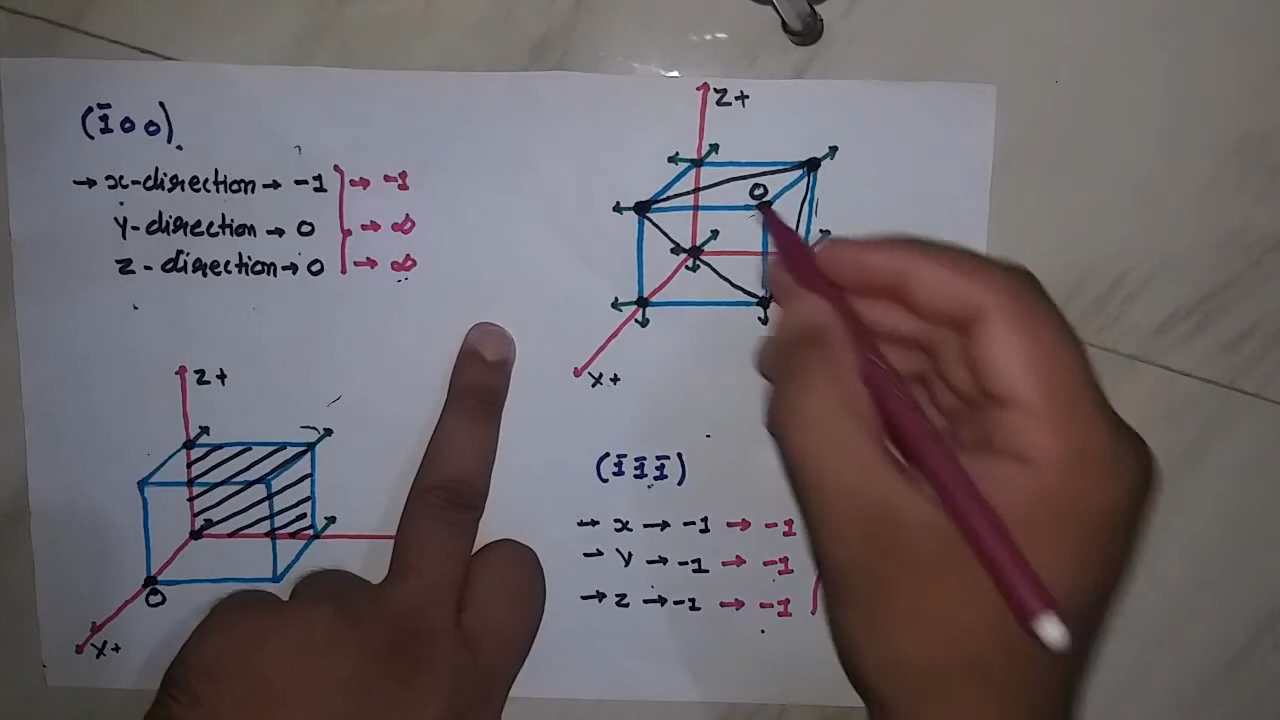 (1̄00)
→ x-direction → -1 → -1
Y-direction → 0 → ∞
z-direction → 0 → ∞
Z+
O
X+
Z+
O
X+
(1̄1̄1̄)
→ x → -1 → -1
→ Y → -1 → -1
→ z → -1 → -1